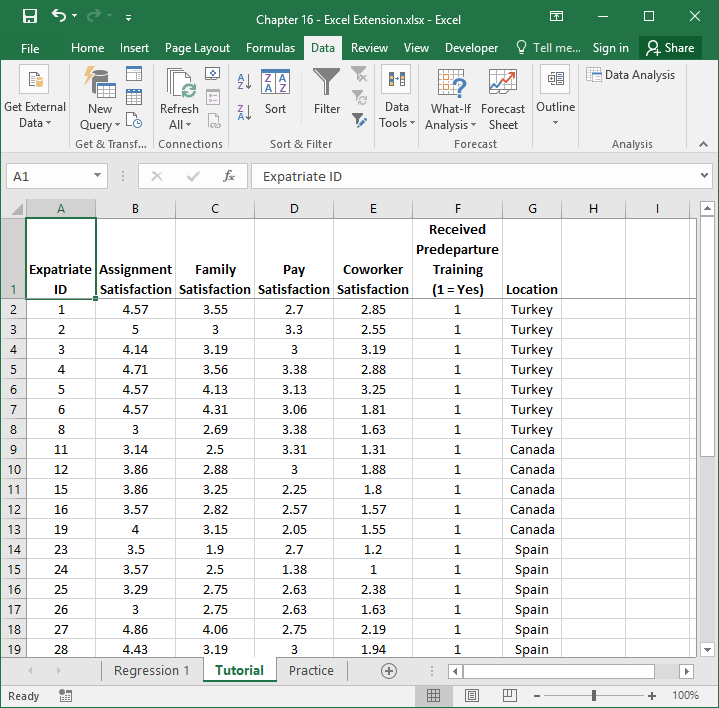 Chapter 16 - Excel Extension.xlsx - Excel
File Home Insert Page Layout Formulas Data Review View Developer Tell me... Sign in Share
Get External Data
New Query
Get & Transf...
Refresh All
Connections
Sort
Filter
Sort & Filter
Data Tools
What-If Analysis
Forecast Sheet
Forecast
Outline
Data Analysis
Analysis
A1 fx Expatriate ID
A B C D E F G H I
1 Expatriate ID Assignment Satisfaction Family Satisfaction Pay Satisfaction Coworker Satisfaction Received Predeparture Training (1 = Yes) Location
2 1 4.57 3.55 2.7 2.85 1 Turkey
3 2 5 3 3.3 2.55 1 Turkey
4 3 4.14 3.19 3 3.19 1 Turkey
5 4 4.71 3.56 3.38 2.88 1 Turkey
6 5 4.57 4.13 3.13 3.25 1 Turkey
7 6 4.57 4.31 3.06 1.81 1 Turkey
8 8 3 2.69 3.38 1.63 1 Turkey
9 11 3.14 2.5 3.31 1.31 1 Canada
10 12 3.86 2.88 3 1.88 1 Canada
11 15 3.86 3.25 2.25 1.8 1 Canada
12 16 3.57 2.82 2.57 1.57 1 Canada
13 19 4 3.15 2.05 1.55 1 Canada
14 23 3.5 1.9 2.7 1.2 1 Spain
15 24 3.57 2.5 1.38 1 1 Spain
16 25 3.29 2.75 2.63 2.38 1 Spain
17 26 3 2.75 2.63 1.63 1 Spain
18 27 4.86 4.06 2.75 2.19 1 Spain
19 28 4.43 3.19 3 1.94 1 Spain
Regression 1 Tutorial Practice
Ready 100%